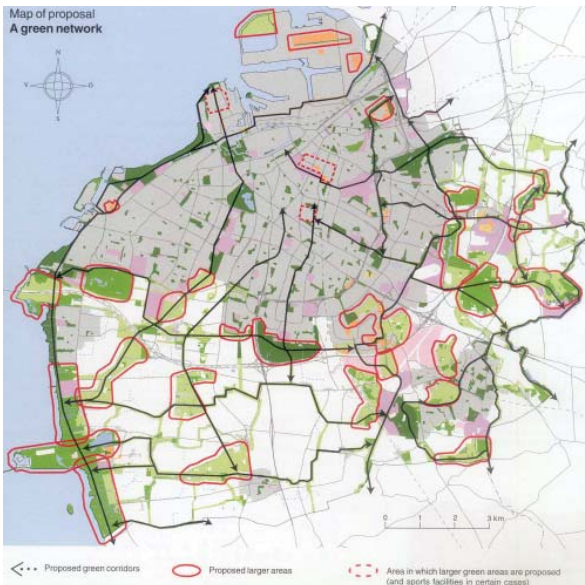 Map of proposal
A green network
N
V
O
S
0 1 2 3 km
Proposed green corridors
Proposed larger areas
Area in which larger green areas are proposed
(and sports facilities in certain cases)